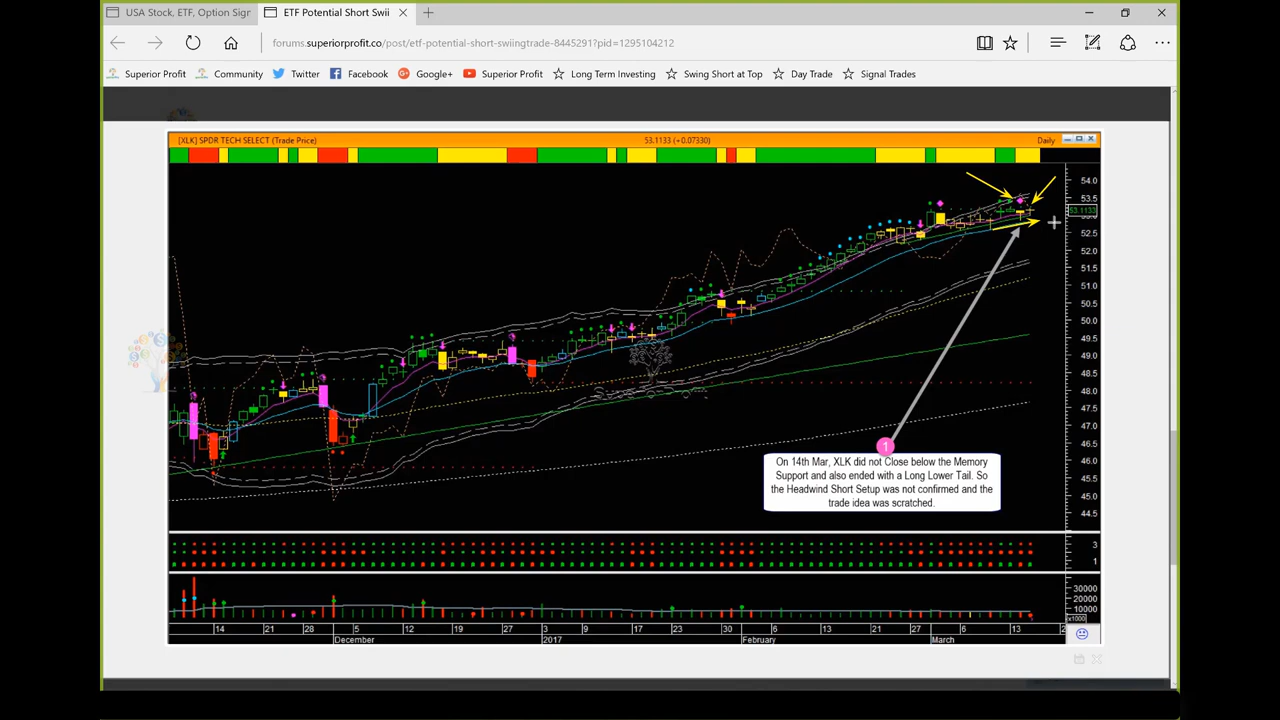 USA Stock, ETF, Option Sigr
ETF Potential Short Swii
forums.superiorprofit.co/post/etf-potential-short-swiingtrade-8445291?pid=1295104212
Superior Profit Community Twitter Facebook Google+ Superior Profit Long Term Investing Swing Short at Top Day Trade Signal Trades
[XLK] SPDR TECH SELECT (Trade Price) 53.1133 (+0.07330) Daily
54.0
53.5
53.1133
52.5
52.0
51.5
51.0
50.5
50.0
49.5
49.0
48.5
48.0
47.5
47.0
46.5
46.0
45.5
45.0
44.5
1
On 14th Mar, XLK did not Close below the Memory
Support and also ended with a Long Lower Tail. So
the Headwind Short Setup was not confirmed and the
trade idea was scratched.
3
1
30000
20000
10000
x1000
14 21 28 5 12 19 27 3 9 17 23 30 6 13 21 27 6 13 2
December 2017 February March